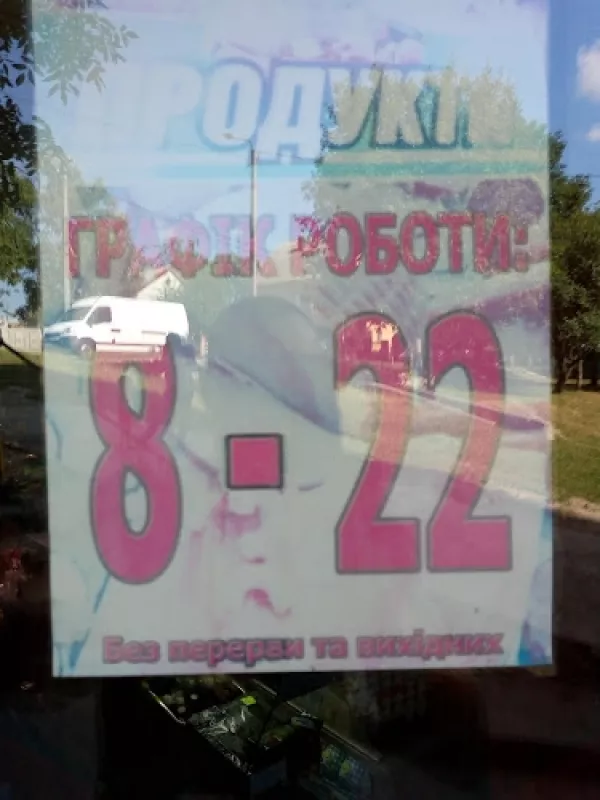 ПРОДУКТИ
ГРАФІК РОБОТИ:
8 - 22
Без перерви та вихідних